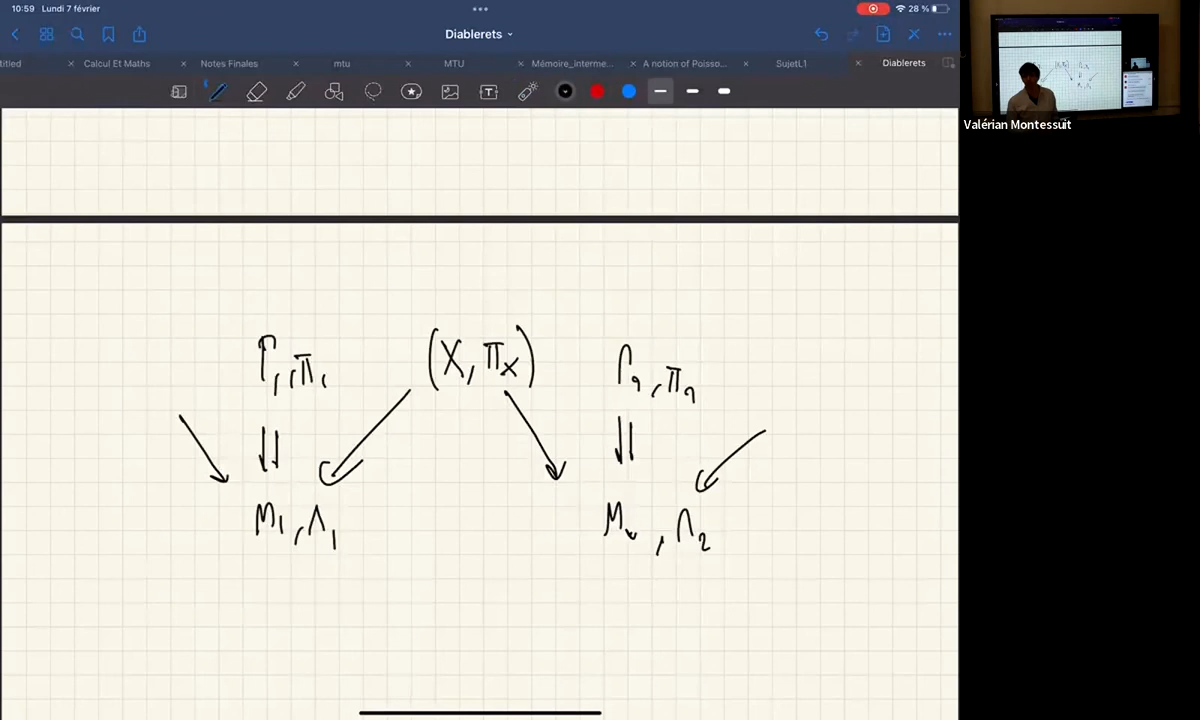 10:59 Lundi 7 février
28 %
Diablerets
titled
Calcul Et Maths
Notes Finales
mtu
MTU
Mémoire_interme...
A notion of Poisso...
SujetL1
Diablerets
Valérian Montessuit
Γ₁, π₁ (X, π_X) Γ₂, π₂
M₁, Λ₁ M₂, Λ₂